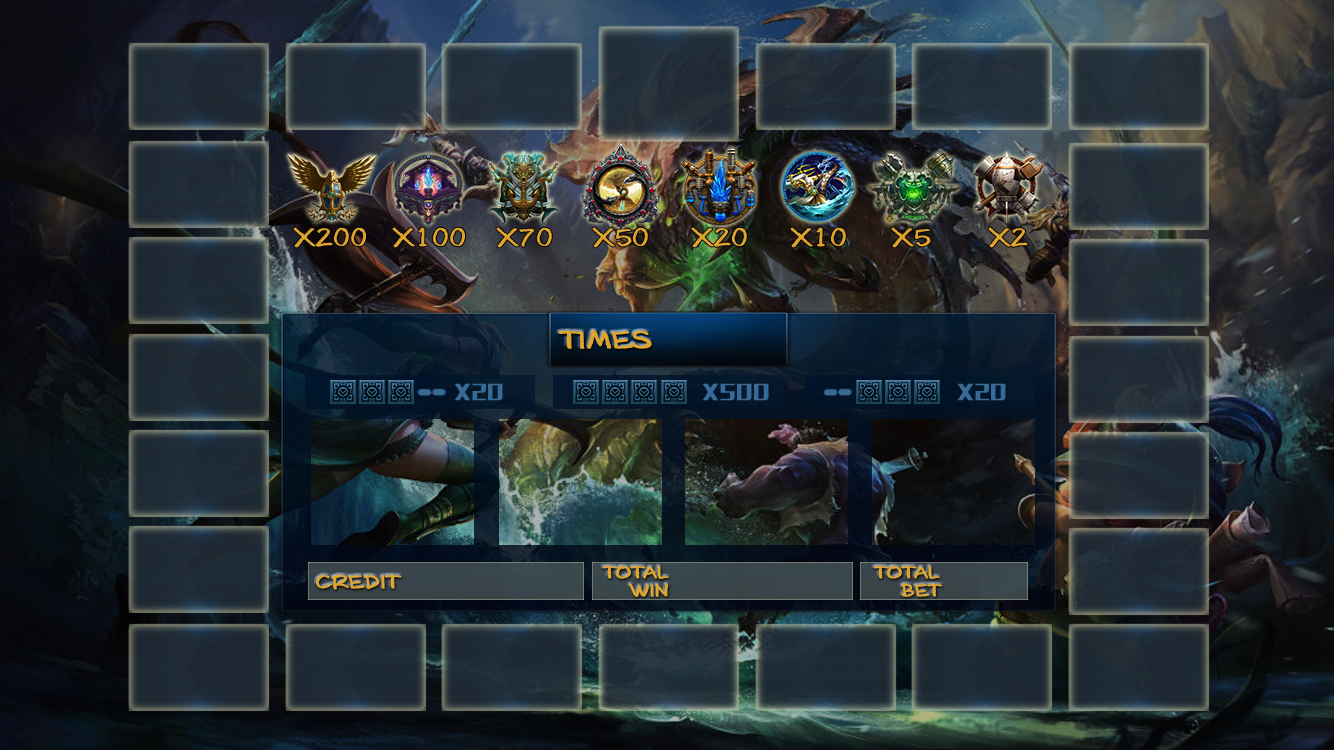 X200 X100 X70 X50 X20 X10 X5 X2
TIMES
X20 X500 X20
CREDIT
TOTAL
WIN
TOTAL
BET